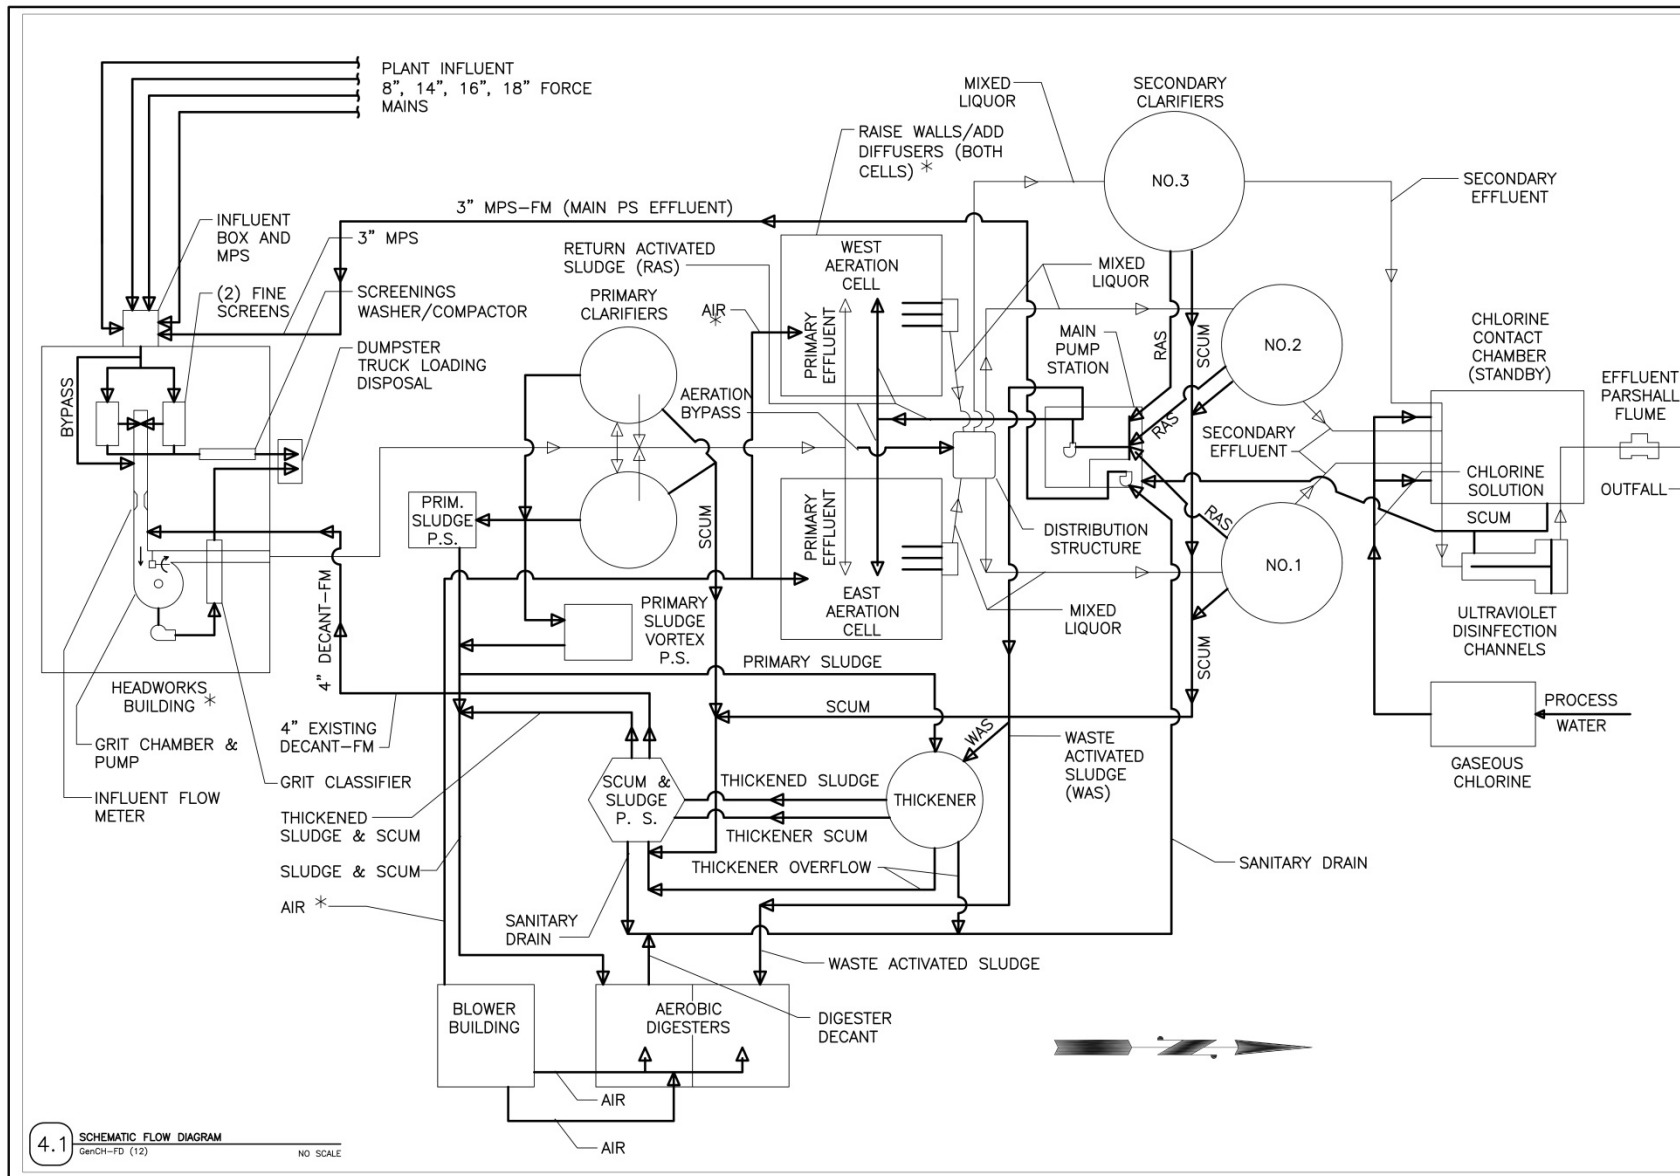 PLANT INFLUENT
8", 14", 16", 18" FORCE
MAINS
MIXED
LIQUOR
SECONDARY
CLARIFIERS
RAISE WALLS/ADD
DIFFUSERS (BOTH
CELLS) *
NO.3
SECONDARY
EFFLUENT
3" MPS-FM (MAIN PS EFFLUENT)
INFLUENT
BOX AND
MPS
3" MPS
RETURN ACTIVATED
SLUDGE (RAS)
WEST
AERATION
CELL
MIXED
LIQUOR
(2) FINE
SCREENS
SCREENINGS
WASHER/COMPACTOR
PRIMARY
CLARIFIERS
AIR
*
PRIMARY
EFFLUENT
MAIN
PUMP
STATION
RAS
SCUM
NO.2
CHLORINE
CONTACT
CHAMBER
(STANDBY)
DUMPSTER
TRUCK LOADING
DISPOSAL
EFFLUENT
PARSHALL
FLUME
BYPASS
AERATION
BYPASS
RAS
SECONDARY
EFFLUENT
CHLORINE
SOLUTION
OUTFALL
PRIM.
SLUDGE
P.S.
SCUM
PRIMARY
EFFLUENT
DISTRIBUTION
STRUCTURE
RAS
SCUM
NO.1
EAST
AERATION
CELL
MIXED
LIQUOR
ULTRAVIOLET
DISINFECTION
CHANNELS
4" DECANT-FM
PRIMARY
SLUDGE
VORTEX
P.S.
PRIMARY SLUDGE
SCUM
HEADWORKS
BUILDING *
SCUM
PROCESS
WATER
4" EXISTING
DECANT-FM
GRIT CHAMBER &
PUMP
WAS
WASTE
ACTIVATED
SLUDGE
(WAS)
GASEOUS
CHLORINE
GRIT CLASSIFIER
SCUM &
SLUDGE
P. S.
THICKENED SLUDGE
THICKENER
INFLUENT FLOW
METER
THICKENED
SLUDGE & SCUM
THICKENER SCUM
SLUDGE & SCUM
THICKENER OVERFLOW
SANITARY DRAIN
AIR *
SANITARY
DRAIN
WASTE ACTIVATED SLUDGE
BLOWER
BUILDING
AEROBIC
DIGESTERS
DIGESTER
DECANT
AIR
AIR
4.1
SCHEMATIC FLOW DIAGRAM
GenCH-FD (12)
NO SCALE